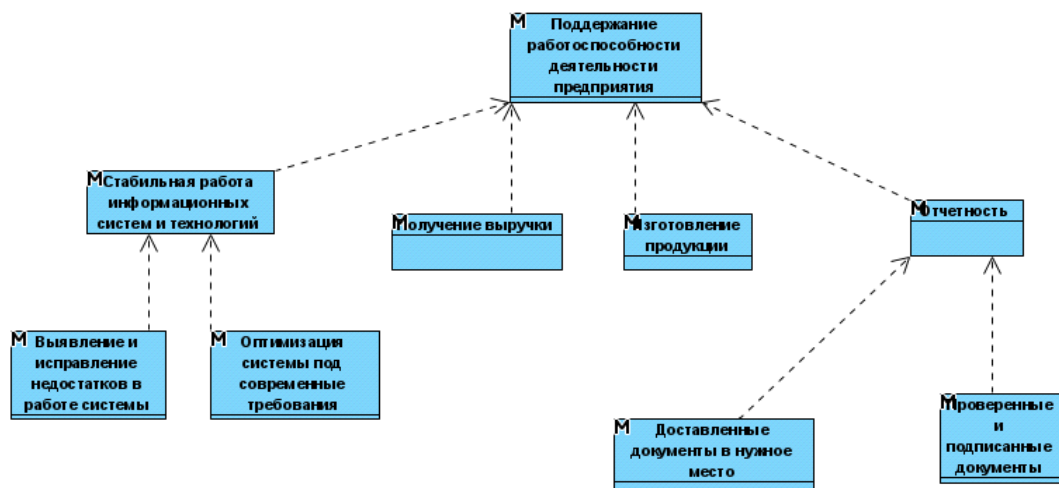 M Поддержание
работоспособности
деятельности
предприятия
M Стабильная работа
информационных
систем и технологий
M Получение выручки
M Изготовление
продукции
M Отчетность
M Выявление и
исправление
недостатков в
работе системы
M Оптимизация
системы под
современные
требования
M Доставленные
документы в нужное
место
M Проверенные
и
подписанные
документы